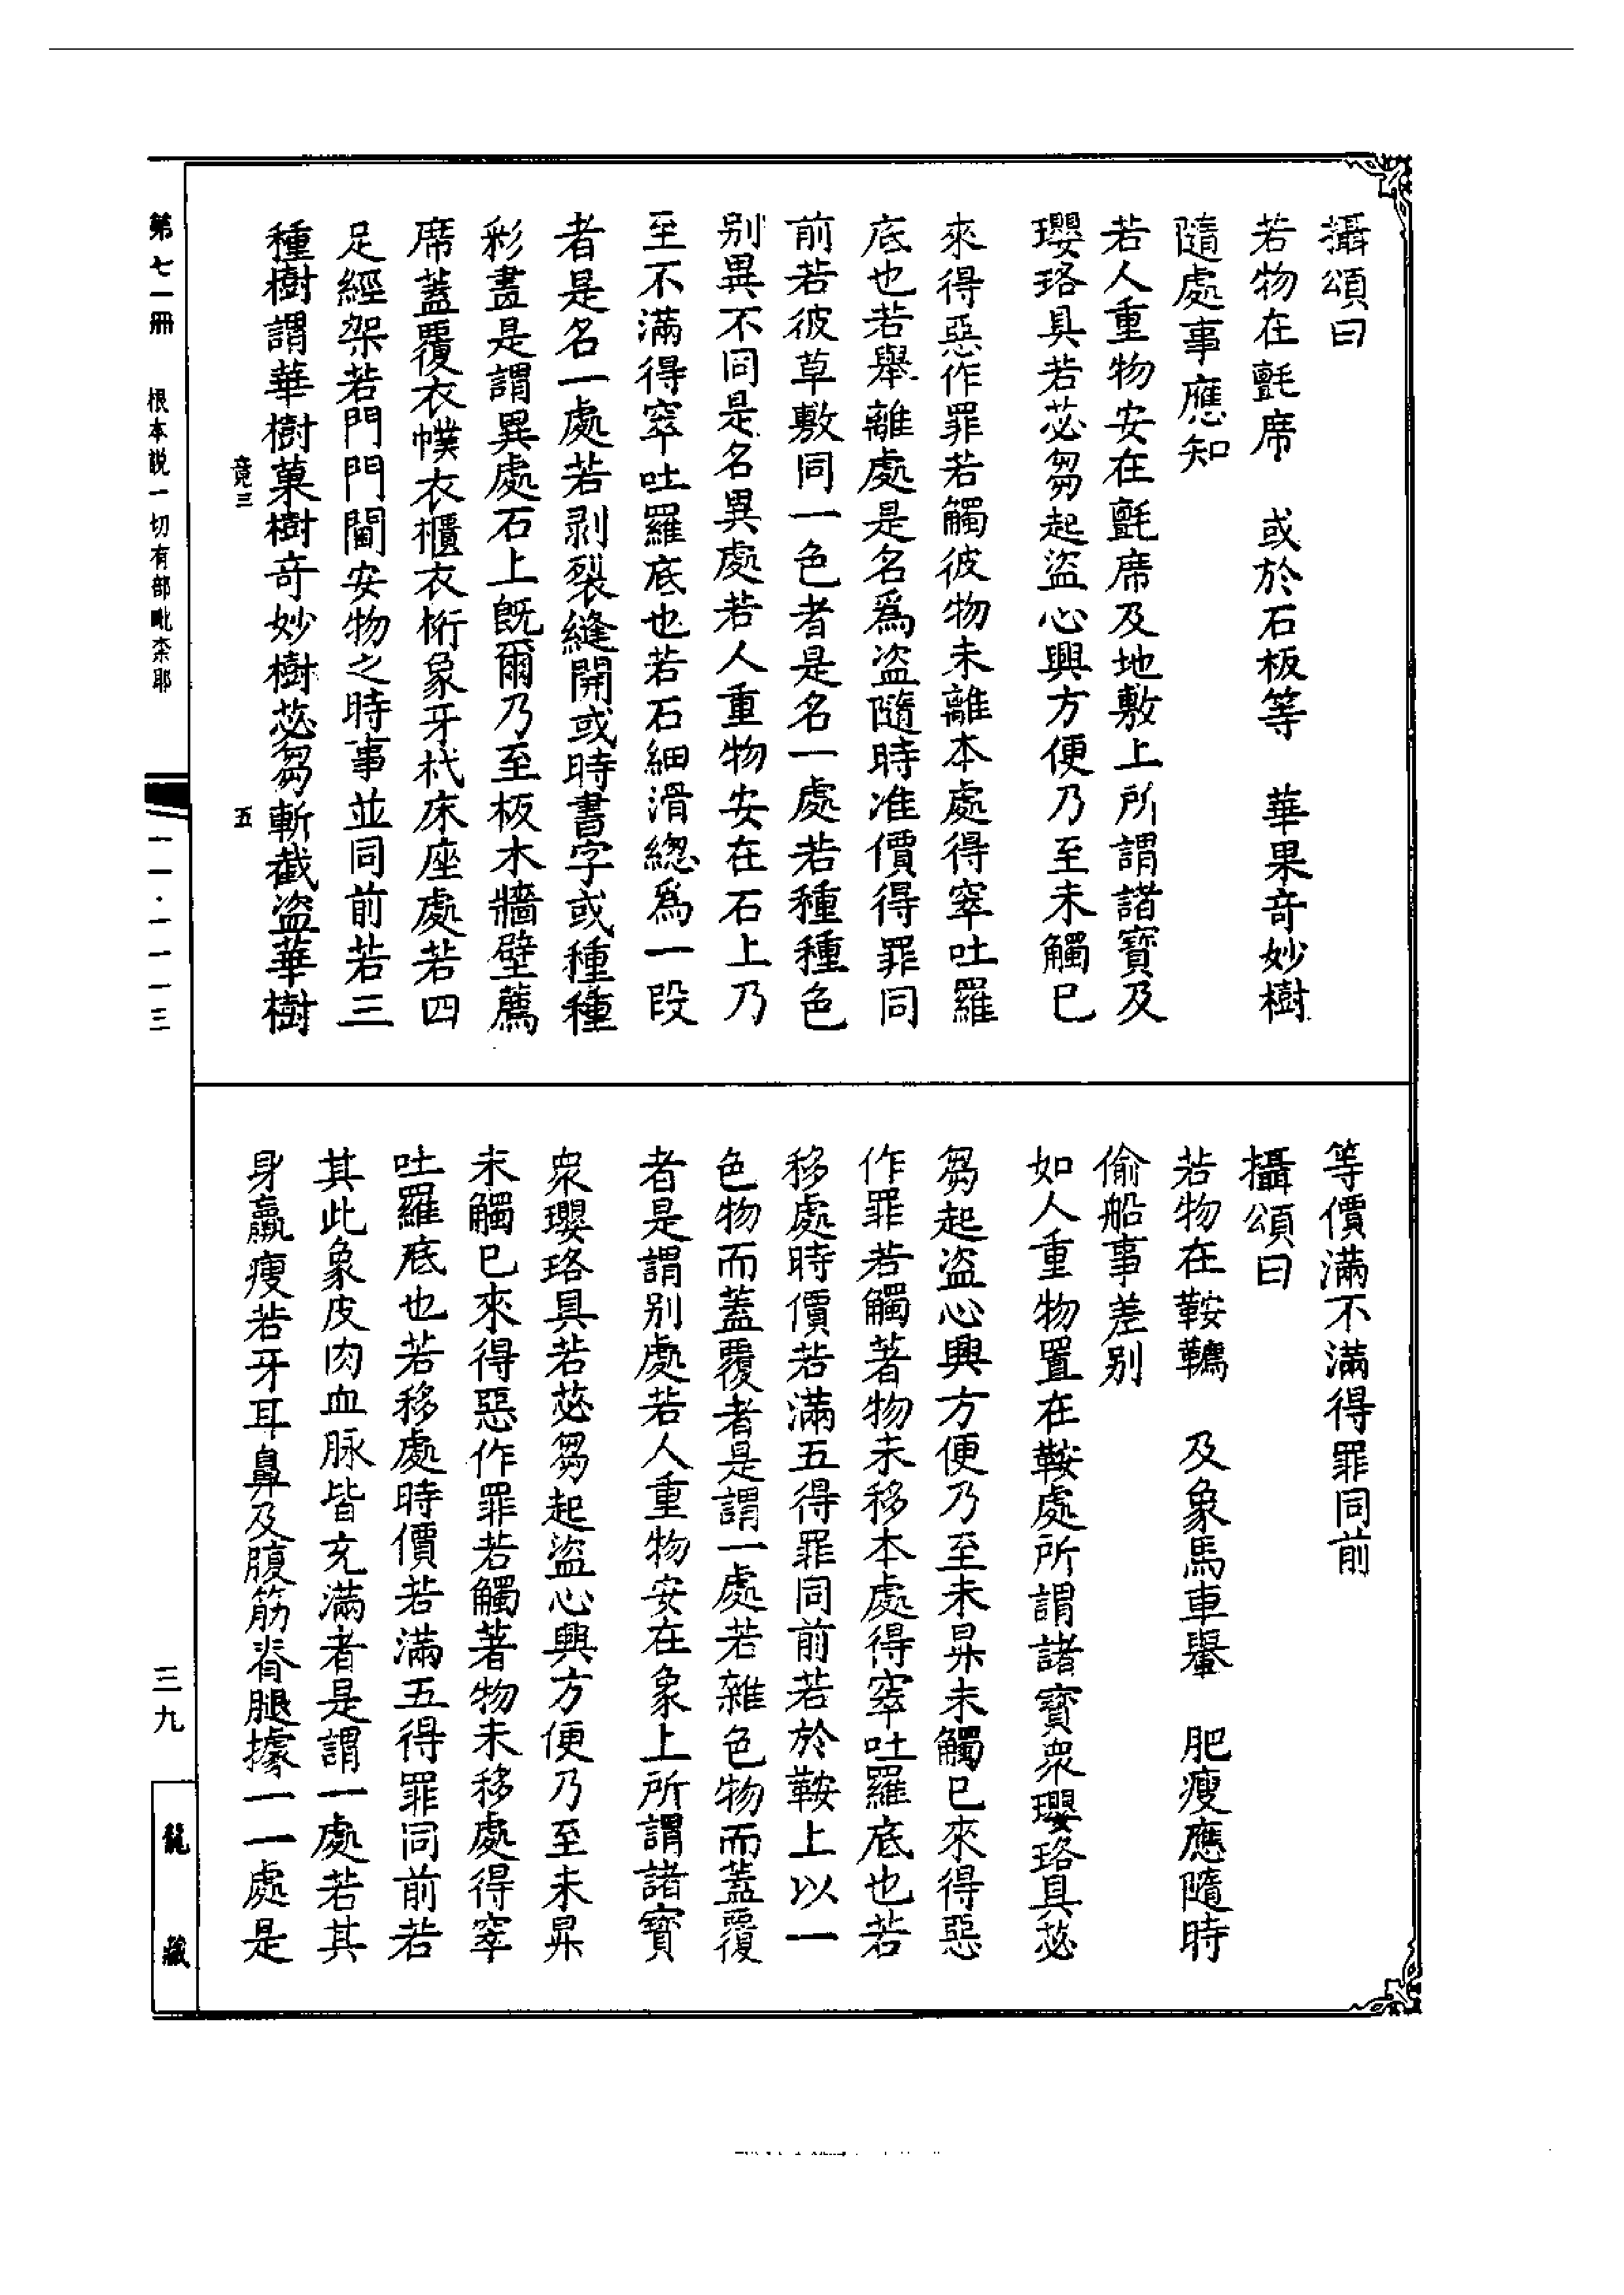 攝頌曰
若物在氈席　或於石板等　華果奇妙樹
隨處事應知
若人重物安在氈席及地敷上所謂諸寶及
瓔珞具若苾芻起盜心興方便乃至未觸已
來得惡作罪若觸彼物未離本處得窣吐羅
底也若舉離處是名爲盜隨時准價得罪同
前若彼草敷同一色者是名一處若種種色
別異不同是名異處若人重物安在石上乃
至不滿得窣吐羅底也若石細滑總爲一段
者是名一處若剥裂縫開或時書字或種種
彩畫是謂異處石上既爾乃至板木牆壁薦
席蓋覆衣幞衣櫃衣桁象牙杙床座處若四
足經架若門門閫安物之時事並同前若三
種樹謂華樹菓樹奇妙樹苾芻斬截盜華樹
竟三
五
等價滿不滿得罪同前
攝頌曰
若物在鞍韉　及象馬車轝　肥瘦應隨時
偷船事差別
如人重物置在鞍處所謂諸寶衆瓔珞具苾
芻起盜心興方便乃至未昇未觸已來得惡
作罪若觸著物未移本處得窣吐羅底也若
移處時價若滿五得罪同前若於鞍上以一
色物而蓋覆者是謂一處若雜色物而蓋覆
者是謂別處若人重物安在象上所謂諸寶
衆瓔珞具若苾芻起盜心興方便乃至未昇
未觸已來得惡作罪若觸著物未移處得窣
吐羅底也若移處時價若滿五得罪同前若
其此象皮肉血脉皆充滿者是謂一處若其
身羸瘦若牙耳鼻及腹筋脊腿據一一處是
第七一冊　根本説一切有部毗柰耶
一一·一一一三
三九
龍藏